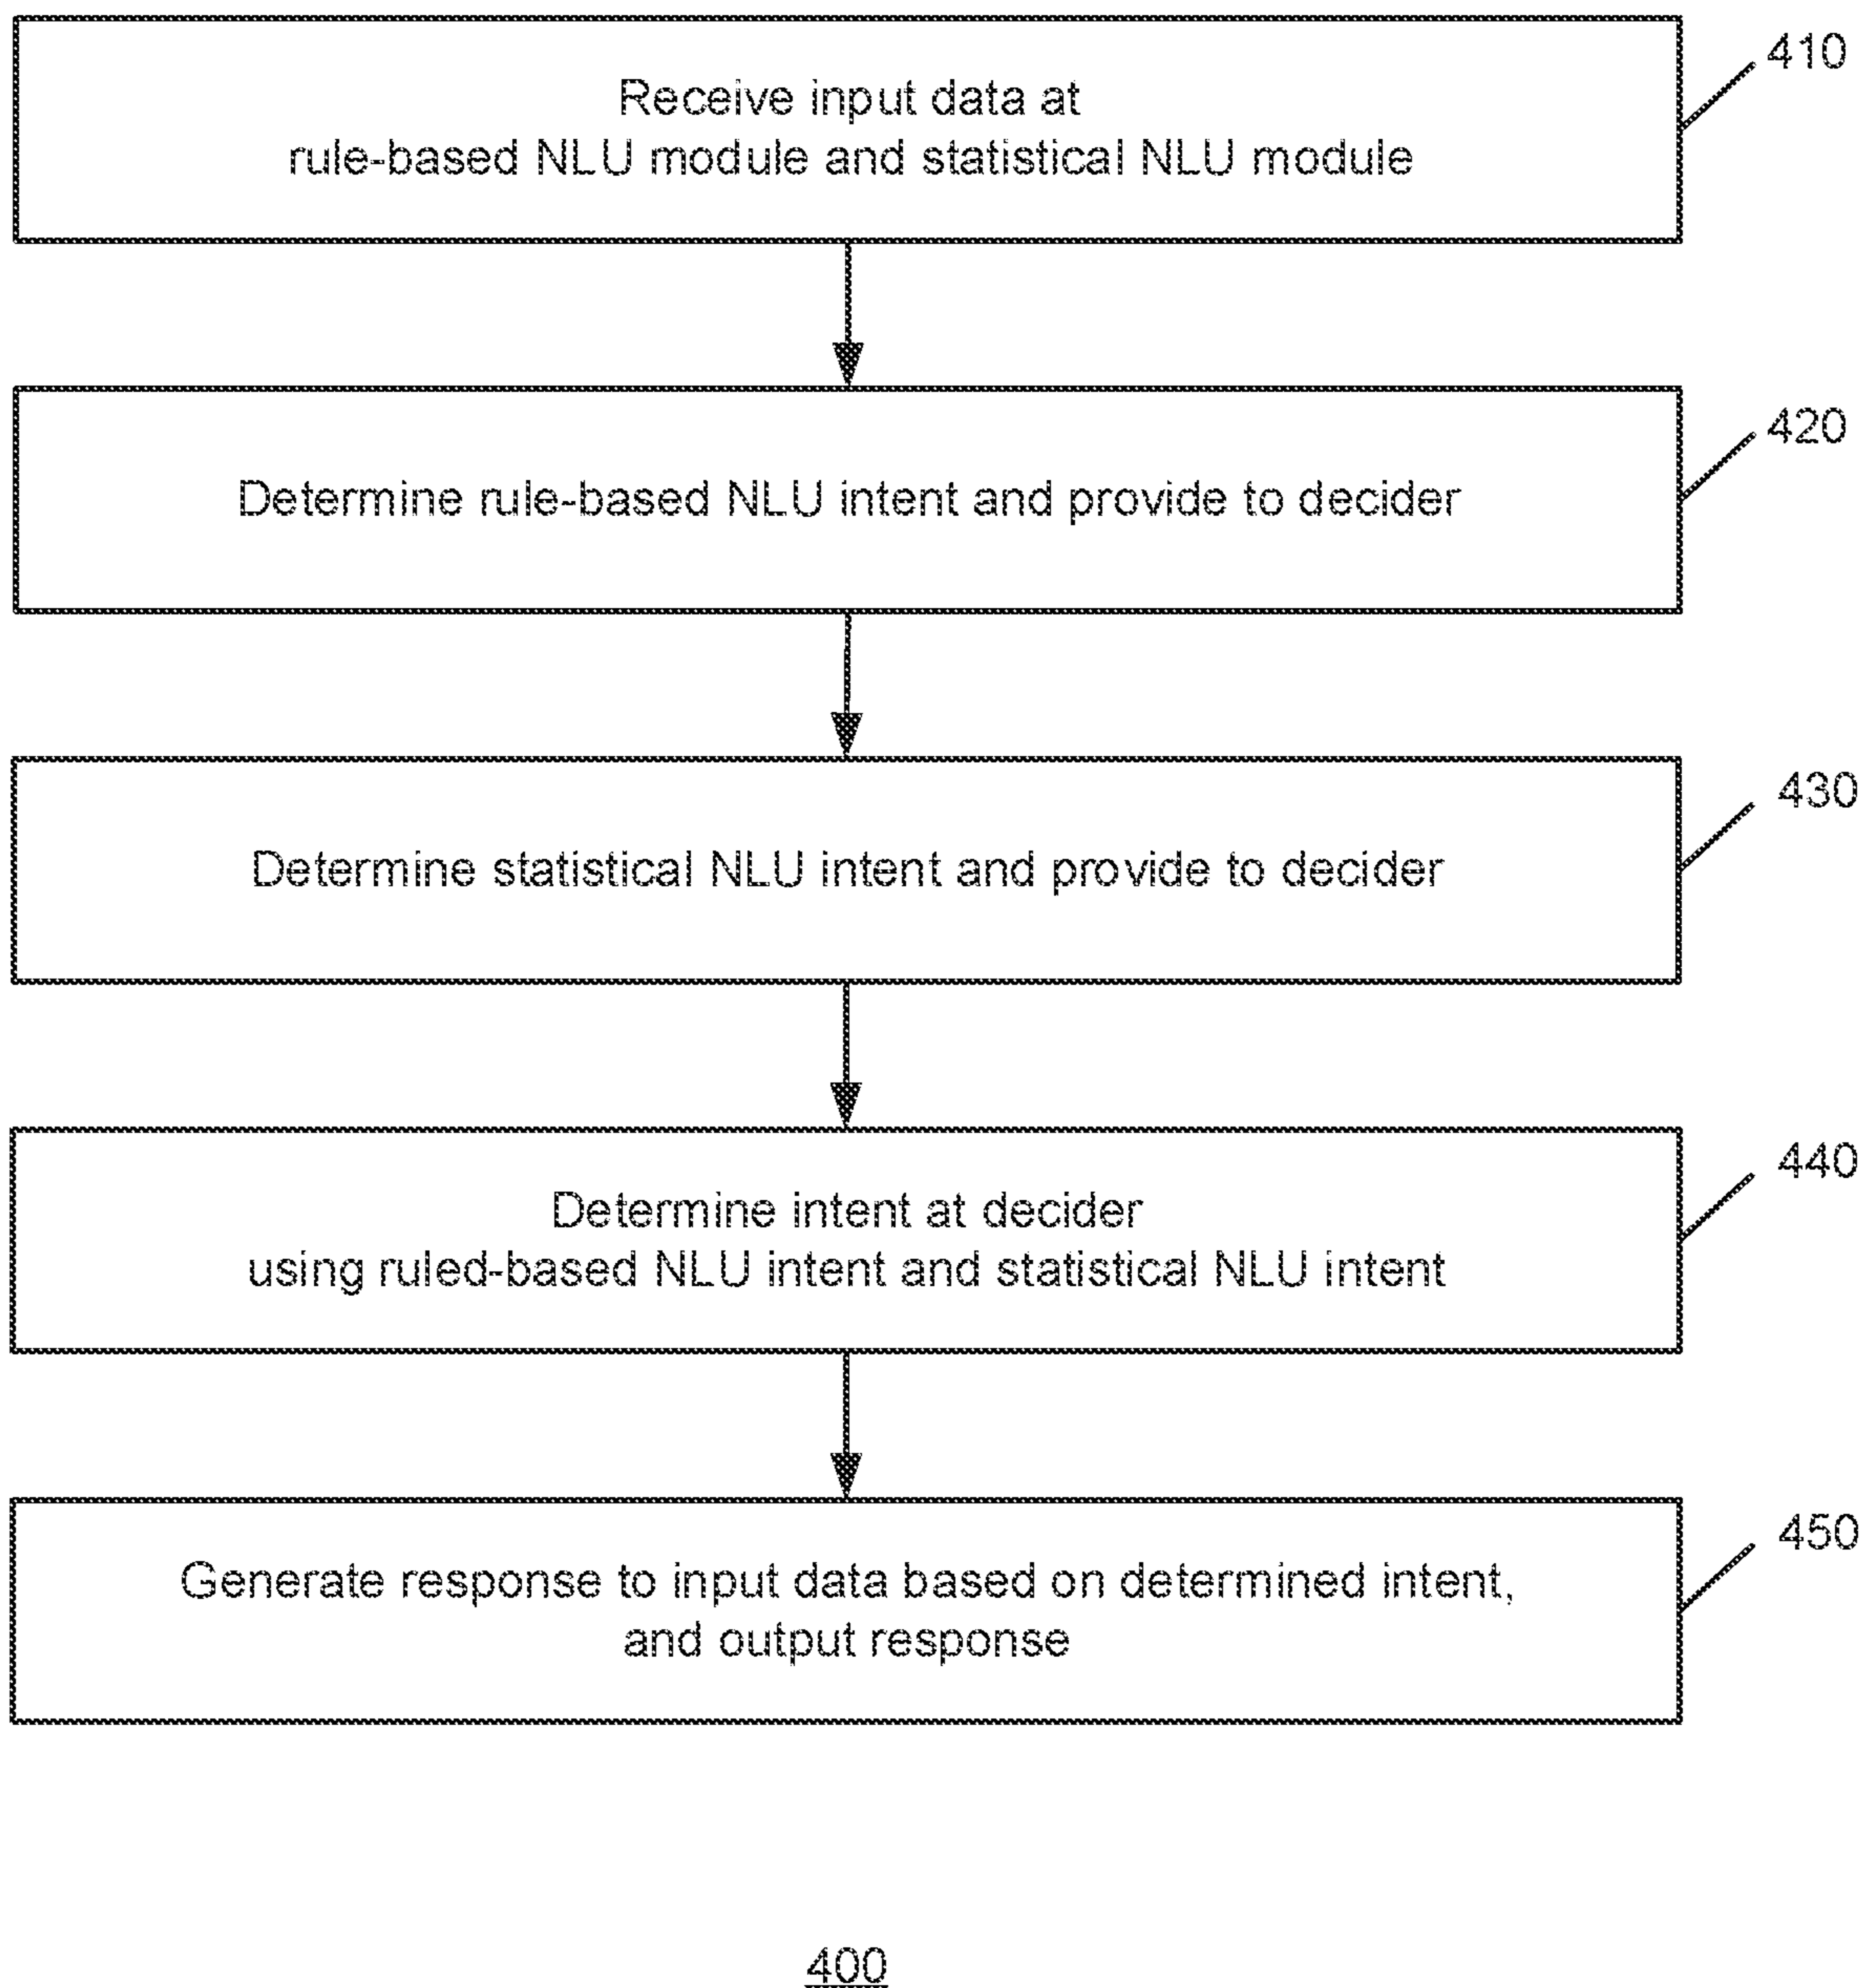 Receive input data at
rule-based NLU module and statistical NLU module
410
Determine rule-based NLU intent and provide to decider
420
Determine statistical NLU intent and provide to decider
430
Determine intent at decider
using ruled-based NLU intent and statistical NLU intent
440
Generate response to input data based on determined intent,
and output response
450
400